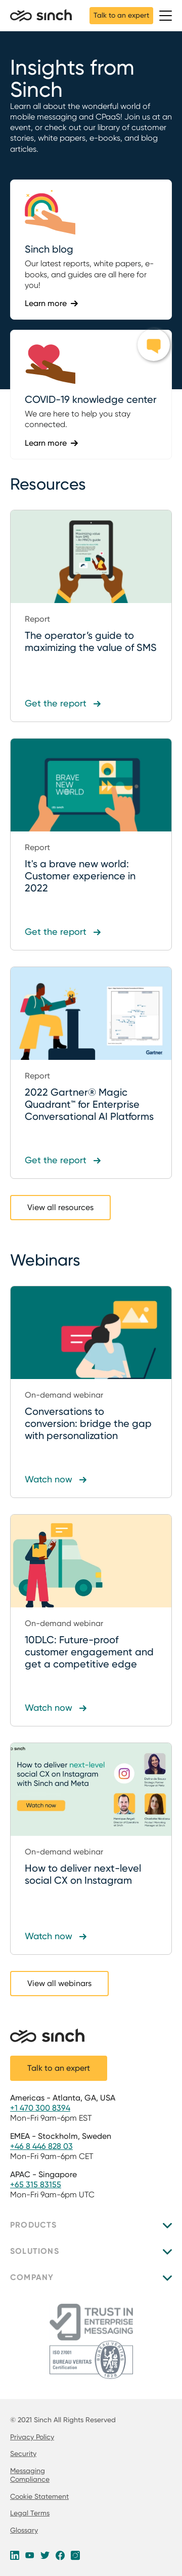 sinch
Talk to an expert
Insights from
Sinch
Learn more all about the wonderful world of
mobile messaging and CPaaS! Join us at an
event, or check out our library of customer
stories, white papers, e-books, and blog
articles.
Sinch blog
Our latest reports, white papers, e-
books, and guides are all here for
you!
Learn more
COVID-19 knowledge center
We are here to help you stay
connected.
Learn more
Resources
Report
The operator's guide to
maximizing the value of SMS
Get the report
BRAVE
NEW
WORLD
Report
It's a brave new world:
Customer experience in
2022
Get the report
Gartner
Report
2022 Gartner® Magic
Quadrant™ for Enterprise
Conversational AI Platforms
Get the report
View all resources
Webinars
On-demand webinar
Conversations to
conversion: bridge the gap
with personalization
Watch now
On-demand webinar
10DLC: Future-proof
customer engagement and
get a competitive edge
Watch now
sinch
How to deliver next-level
social CX on Instagram
with Sinch and Meta
Watch now
On-demand webinar
How to deliver next-level
social CX on Instagram
Watch now
View all webinars
sinch
Talk to an expert
Americas - Atlanta, GA, USA
+1 470 300 8394
Mon-Fri 9am-6pm EST
EMEA - Stockholm, Sweden
+46 8 446 828 03
Mon-Fri 9am-6pm CET
APAC - Singapore
+65 315 83155
Mon-Fri 9am-6pm UTC
PRODUCTS
SOLUTIONS
COMPANY
TRUST IN
ENTERPRISE
MESSAGING
ISO 27001
BUREAU VERITAS
Certification
© 2021 Sinch All Rights Reserved
Privacy Policy
Security
Messaging
Compliance
Cookie Statement
Legal Terms
Glossary